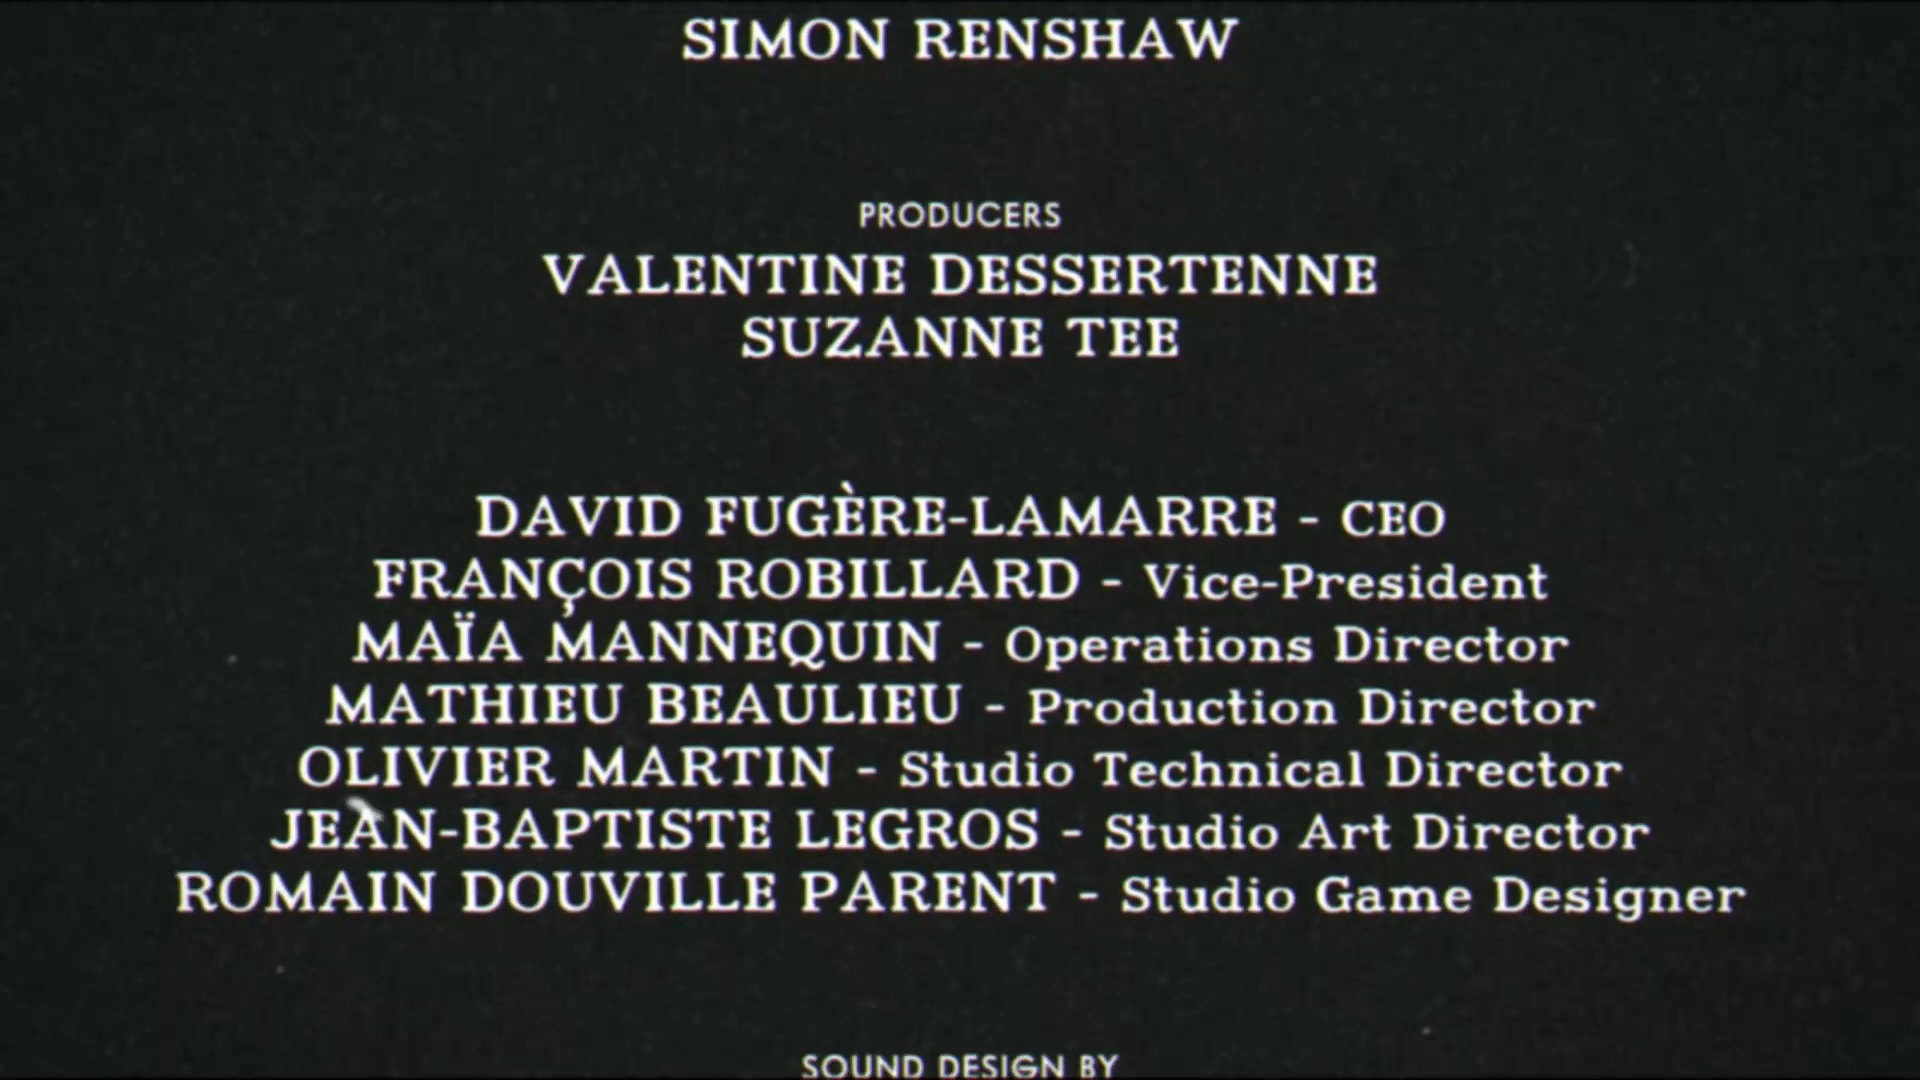 SIMON RENSHAW
PRODUCERS
VALENTINE DESSERTENNE
SUZANNE TEE
DAVID FUGÈRE-LAMARRE - CEO
FRANÇOIS ROBILLARD - Vice-President
MAÏA MANNEQUIN - Operations Director
MATHIEU BEAULIEU - Production Director
OLIVIER MARTIN - Studio Technical Director
JEAN-BAPTISTE LEGROS - Studio Art Director
ROMAIN DOUVILLE PARENT - Studio Game Designer
SOUND DESIGN BY